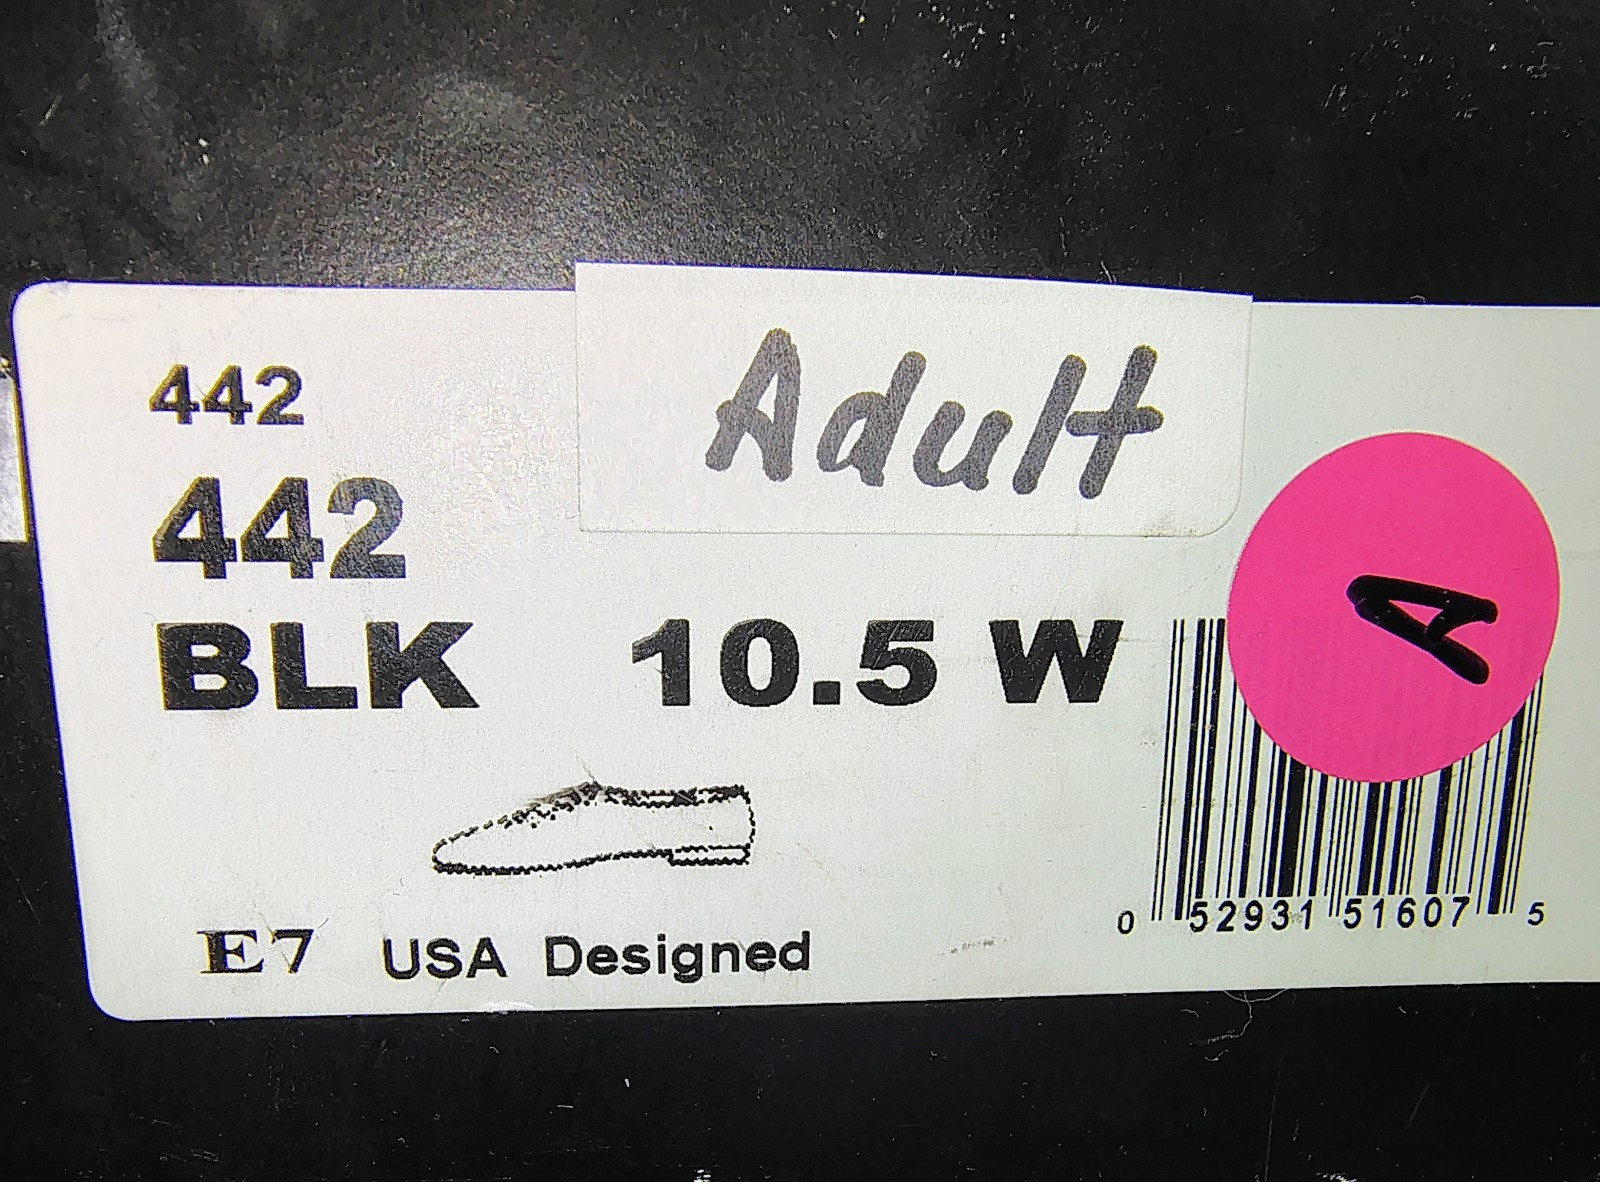 442
Adult
442
A
BLK 10.5 W
0 52931 51607 5
E7 USA Designed